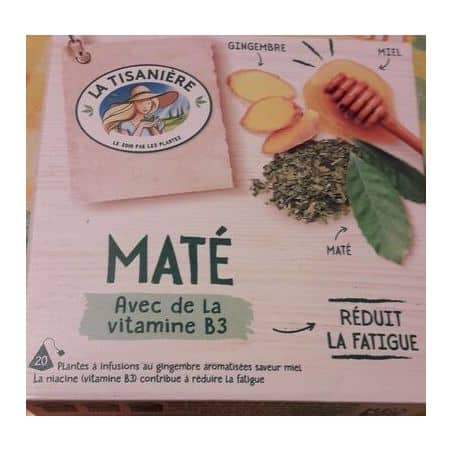 LA TISANIÈRE
LE SOIN PAR LES PLANTES
GINGEMBRE
MIEL
MATÉ
MATÉ
Avec de la
vitamine B3
RÉDUIT
LA FATIGUE
20 Plantes à infusions au gingembre aromatisées saveur miel
La niacine (vitamine B3) contribue à réduire la fatigue